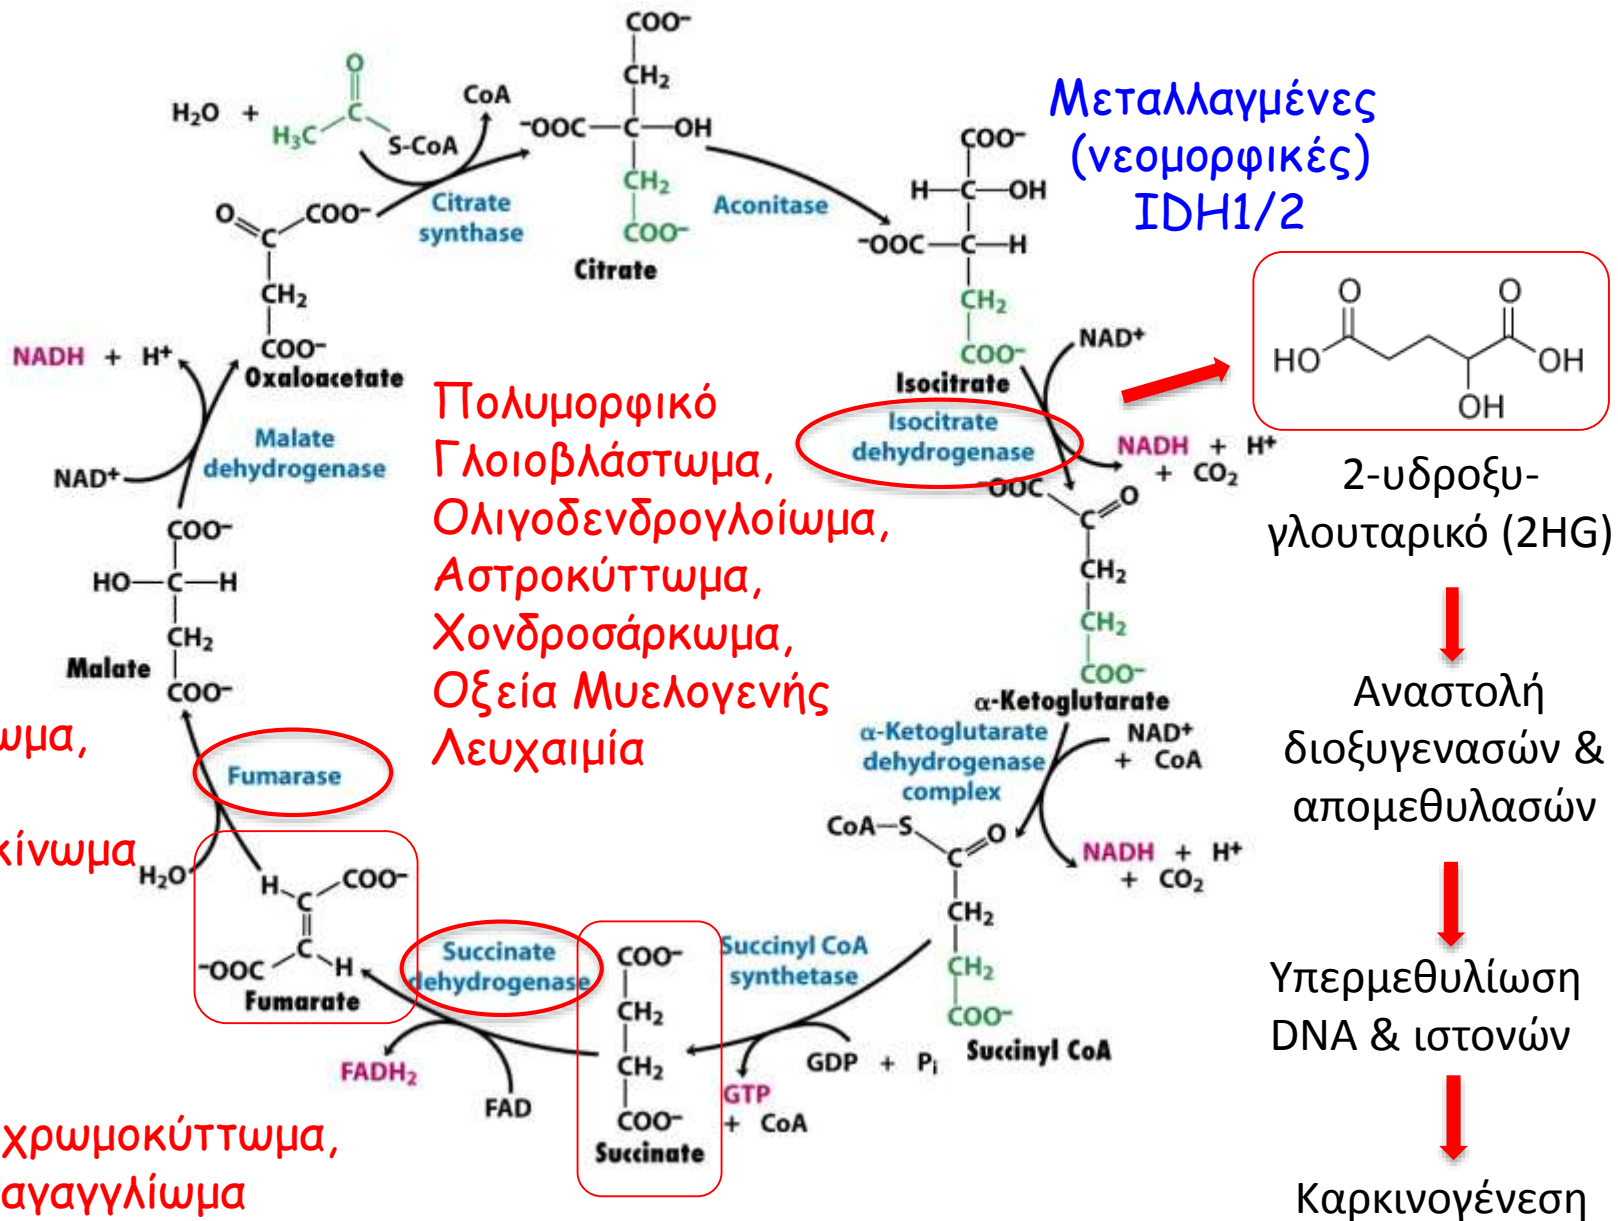 COO⁻
CH₂
⁻OOC—C—OH
CH₂
COO⁻
Citrate
H₂O +
O
H₃C
C
S-CoA
CoA
Citrate
synthase
Aconitase
Μεταλλαγμένες
(νεομορφικές)
IDH1/2
COO⁻
H—C—OH
⁻OOC—C—H
CH₂
COO⁻
Isocitrate
NAD⁺
Isocitrate
dehydrogenase
NADH + H⁺
+ CO₂
O
O
HO
OH
OH
2-υδροξυ-
γλουταρικό (2HG)
Αναστολή
διοξυγενασών &
απομεθυλασών
Υπερμεθυλίωση
DNA & ιστονών
Καρκινογένεση
⁻OOC
C
O
CH₂
CH₂
COO⁻
α-Ketoglutarate
α-Ketoglutarate
dehydrogenase
complex
NAD⁺
+ CoA
NADH + H⁺
+ CO₂
CoA—S
C
O
CH₂
CH₂
COO⁻
Succinyl CoA
Succinyl CoA
synthetase
GDP + Pᵢ
GTP
+ CoA
COO⁻
CH₂
CH₂
COO⁻
Succinate
Succinate
dehydrogenase
FAD
FADH₂
H
COO⁻
C
C
⁻OOC
H
Fumarate
Fumarase
H₂O
COO⁻
HO—C—H
CH₂
COO⁻
Malate
Malate
dehydrogenase
NAD⁺
NADH + H⁺
O
C
COO⁻
CH₂
COO⁻
Oxaloacetate
Πολυμορφικό
Γλοιοβλάστωμα,
Ολιγοδενδρογλοίωμα,
Αστροκύττωμα,
Χονδροσάρκωμα,
Οξεία Μυελογενής
Λευχαιμία
ωμα,
κίνωμα
χρωμοκύττωμα,
αγαγγλίωμα